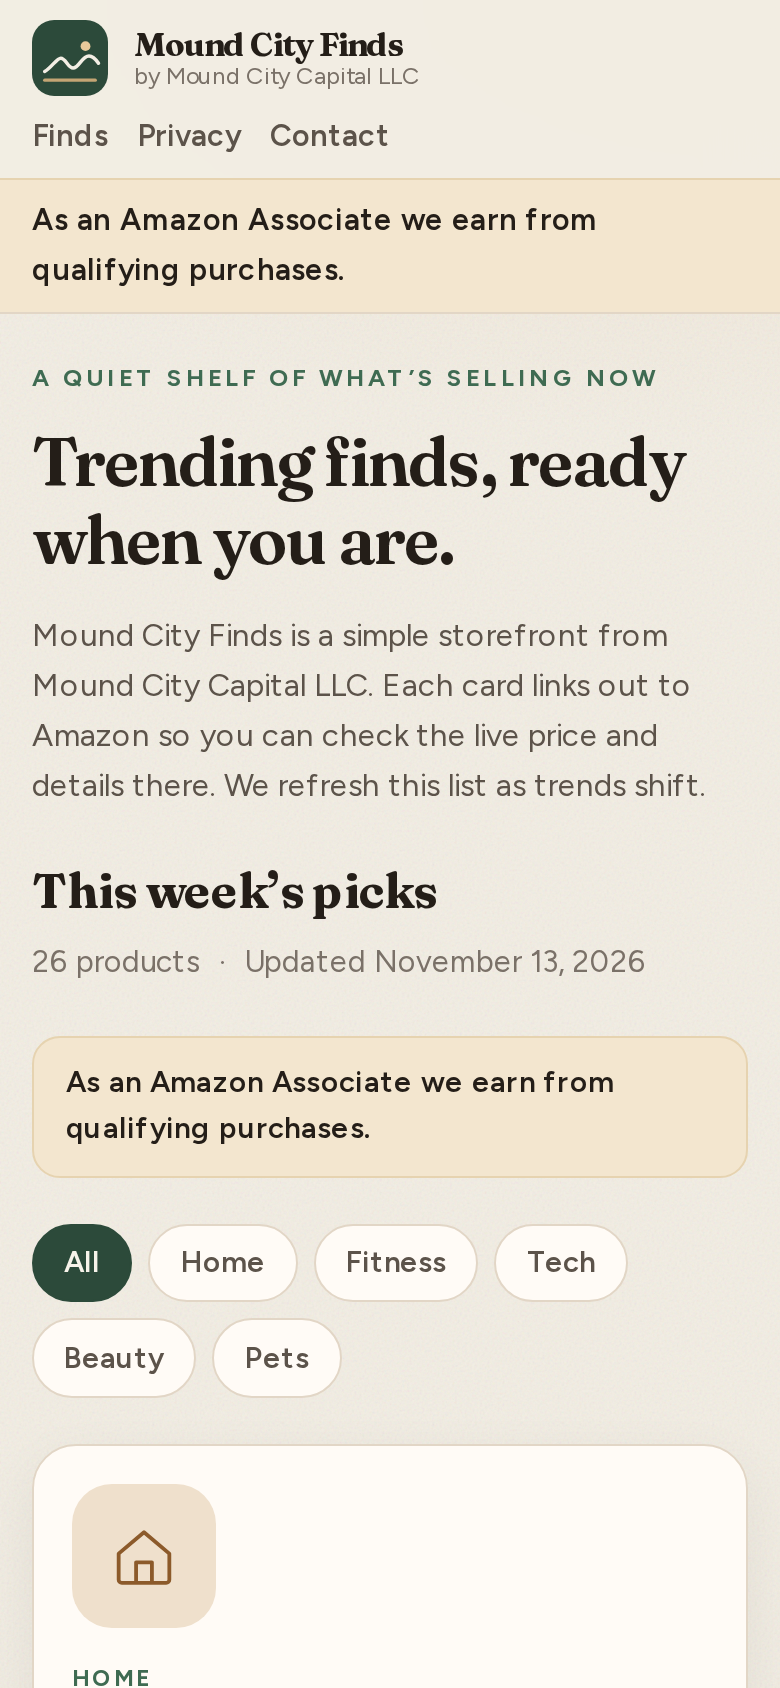 Mound City Finds
by Mound City Capital LLC
Finds Privacy Contact
As an Amazon Associate we earn from
qualifying purchases.
A QUIET SHELF OF WHAT’S SELLING NOW
Trending finds, ready
when you are.
Mound City Finds is a simple storefront from
Mound City Capital LLC. Each card links out to
Amazon so you can check the live price and
details there. We refresh this list as trends shift.
This week’s picks
26 products · Updated November 13, 2026
As an Amazon Associate we earn from
qualifying purchases.
All Home Fitness Tech
Beauty Pets
HOME